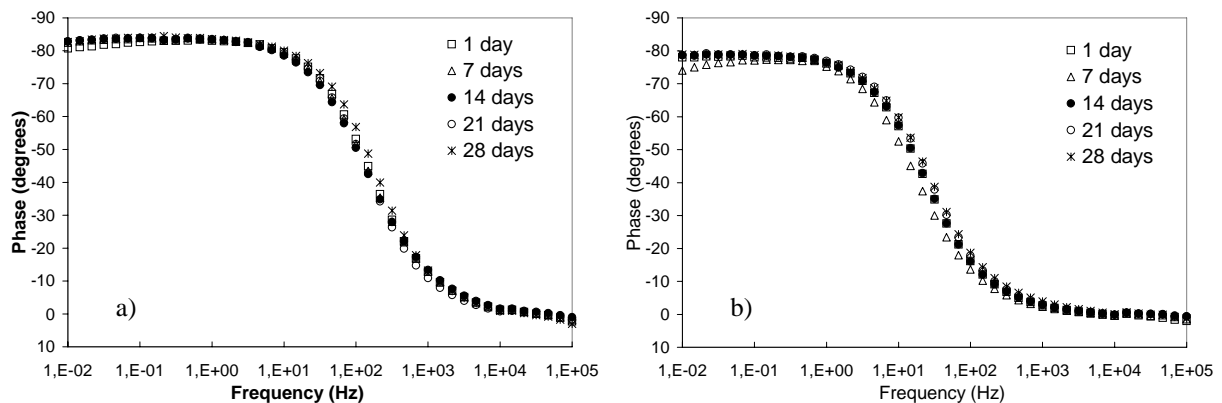 -90
-80
-70
-60
-50
-40
-30
-20
-10
0
10
Phase (degrees)
1 day
7 days
14 days
21 days
28 days
a)
1,E-02 1,E-01 1,E+00 1,E+01 1,E+02 1,E+03 1,E+04 1,E+05
Frequency (Hz)
-90
-80
-70
-60
-50
-40
-30
-20
-10
0
10
Phase (degrees)
1 day
7 days
14 days
21 days
28 days
b)
1,E-02 1,E-01 1,E+00 1,E+01 1,E+02 1,E+03 1,E+04 1,E+05
Frequency (Hz)